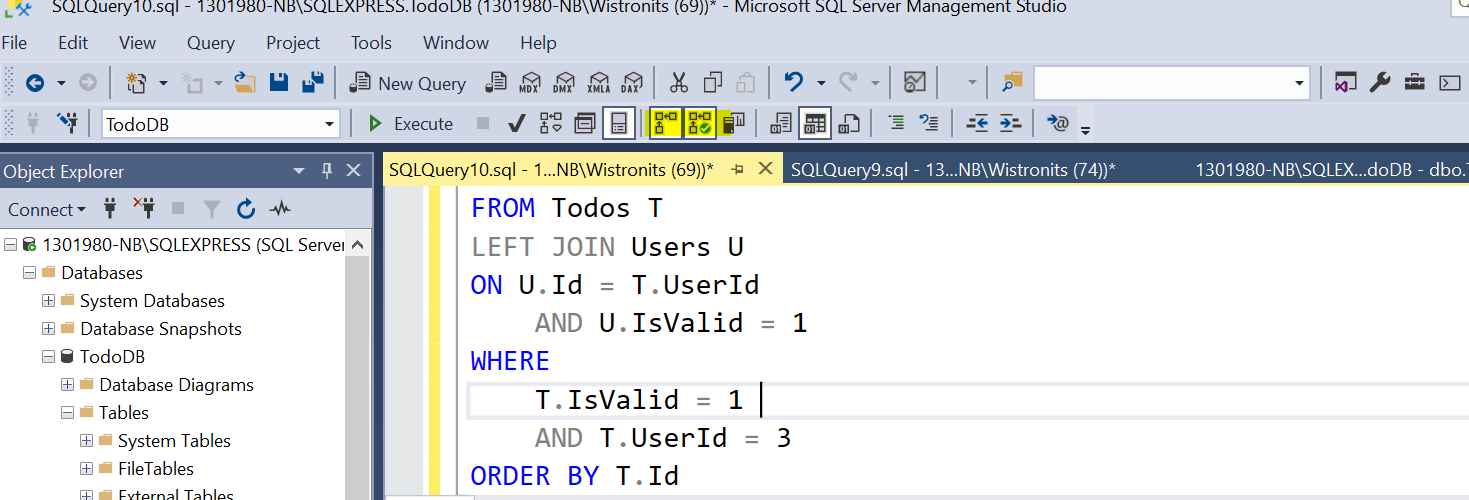 SQLQuery10.sql - 1301980-NB\SQLEXPRESS.TodoDB (1301980-NB\Wistronits (69))* - Microsoft SQL Server Management Studio
File Edit View Query Project Tools Window Help
New Query MDX DMX XMLA DAX
TodoDB Execute
Object Explorer
SQLQuery10.sql - 1...NB\Wistronits (69))* SQLQuery9.sql - 13...NB\Wistronits (74))* 1301980-NB\SQLEX...doDB - dbo.
Connect
1301980-NB\SQLEXPRESS (SQL Server
Databases
System Databases
Database Snapshots
TodoDB
Database Diagrams
Tables
System Tables
FileTables
External Tables
FROM Todos T
LEFT JOIN Users U
ON U.Id = T.UserId
AND U.IsValid = 1
WHERE
T.IsValid = 1
AND T.UserId = 3
ORDER BY T.Id